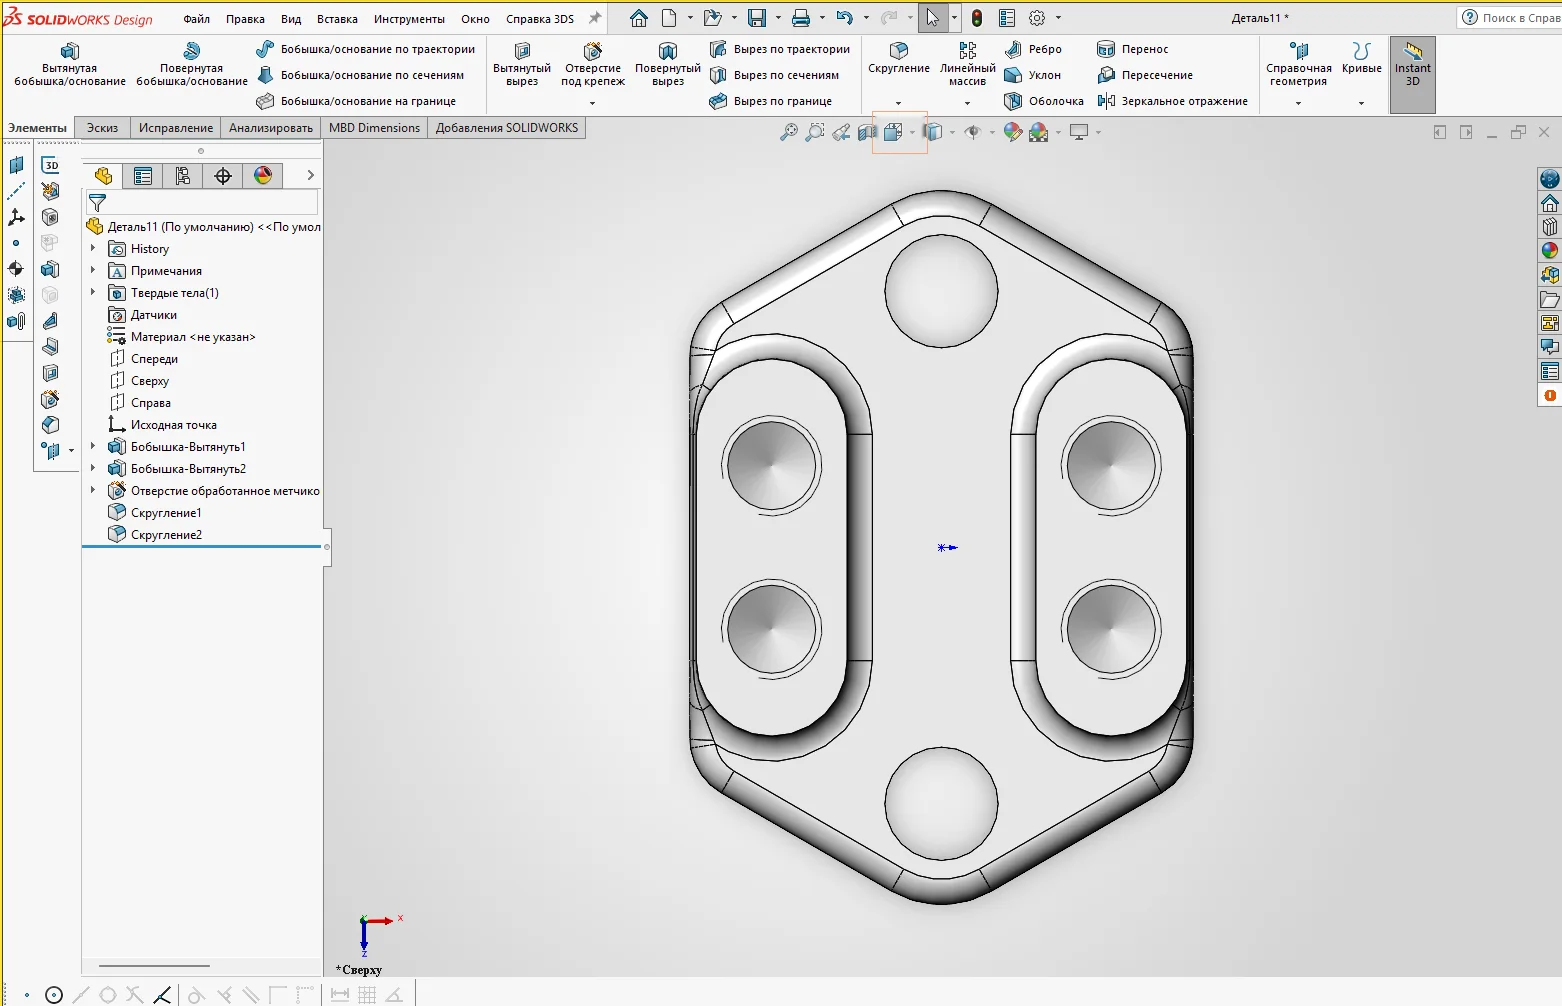 SOLIDWORKS Design
Файл Правка Вид Вставка Инструменты Окно Справка 3DS
Деталь11 *
Поиск в Справ
Вытянутая бобышка/основание
Повернутая бобышка/основание
Бобышка/основание по траектории
Бобышка/основание по сечениям
Бобышка/основание на границе
Вытянутый вырез
Отверстие под крепеж
Повернутый вырез
Вырез по траектории
Вырез по сечениям
Вырез по границе
Скругление
Линейный массив
Ребро
Уклон
Оболочка
Перенос
Пересечение
Зеркальное отражение
Справочная геометрия
Кривые
Instant 3D
Элементы Эскиз Исправление Анализировать MBD Dimensions Добавления SOLIDWORKS
3D
Деталь11 (По умолчанию) <<По умол
History
Примечания
Твердые тела(1)
Датчики
Материал <не указан>
Спереди
Сверху
Справа
Исходная точка
Бобышка-Вытянуть1
Бобышка-Вытянуть2
Отверстие обработанное метчико
Скругление1
Скругление2
X
Z
*Сверху